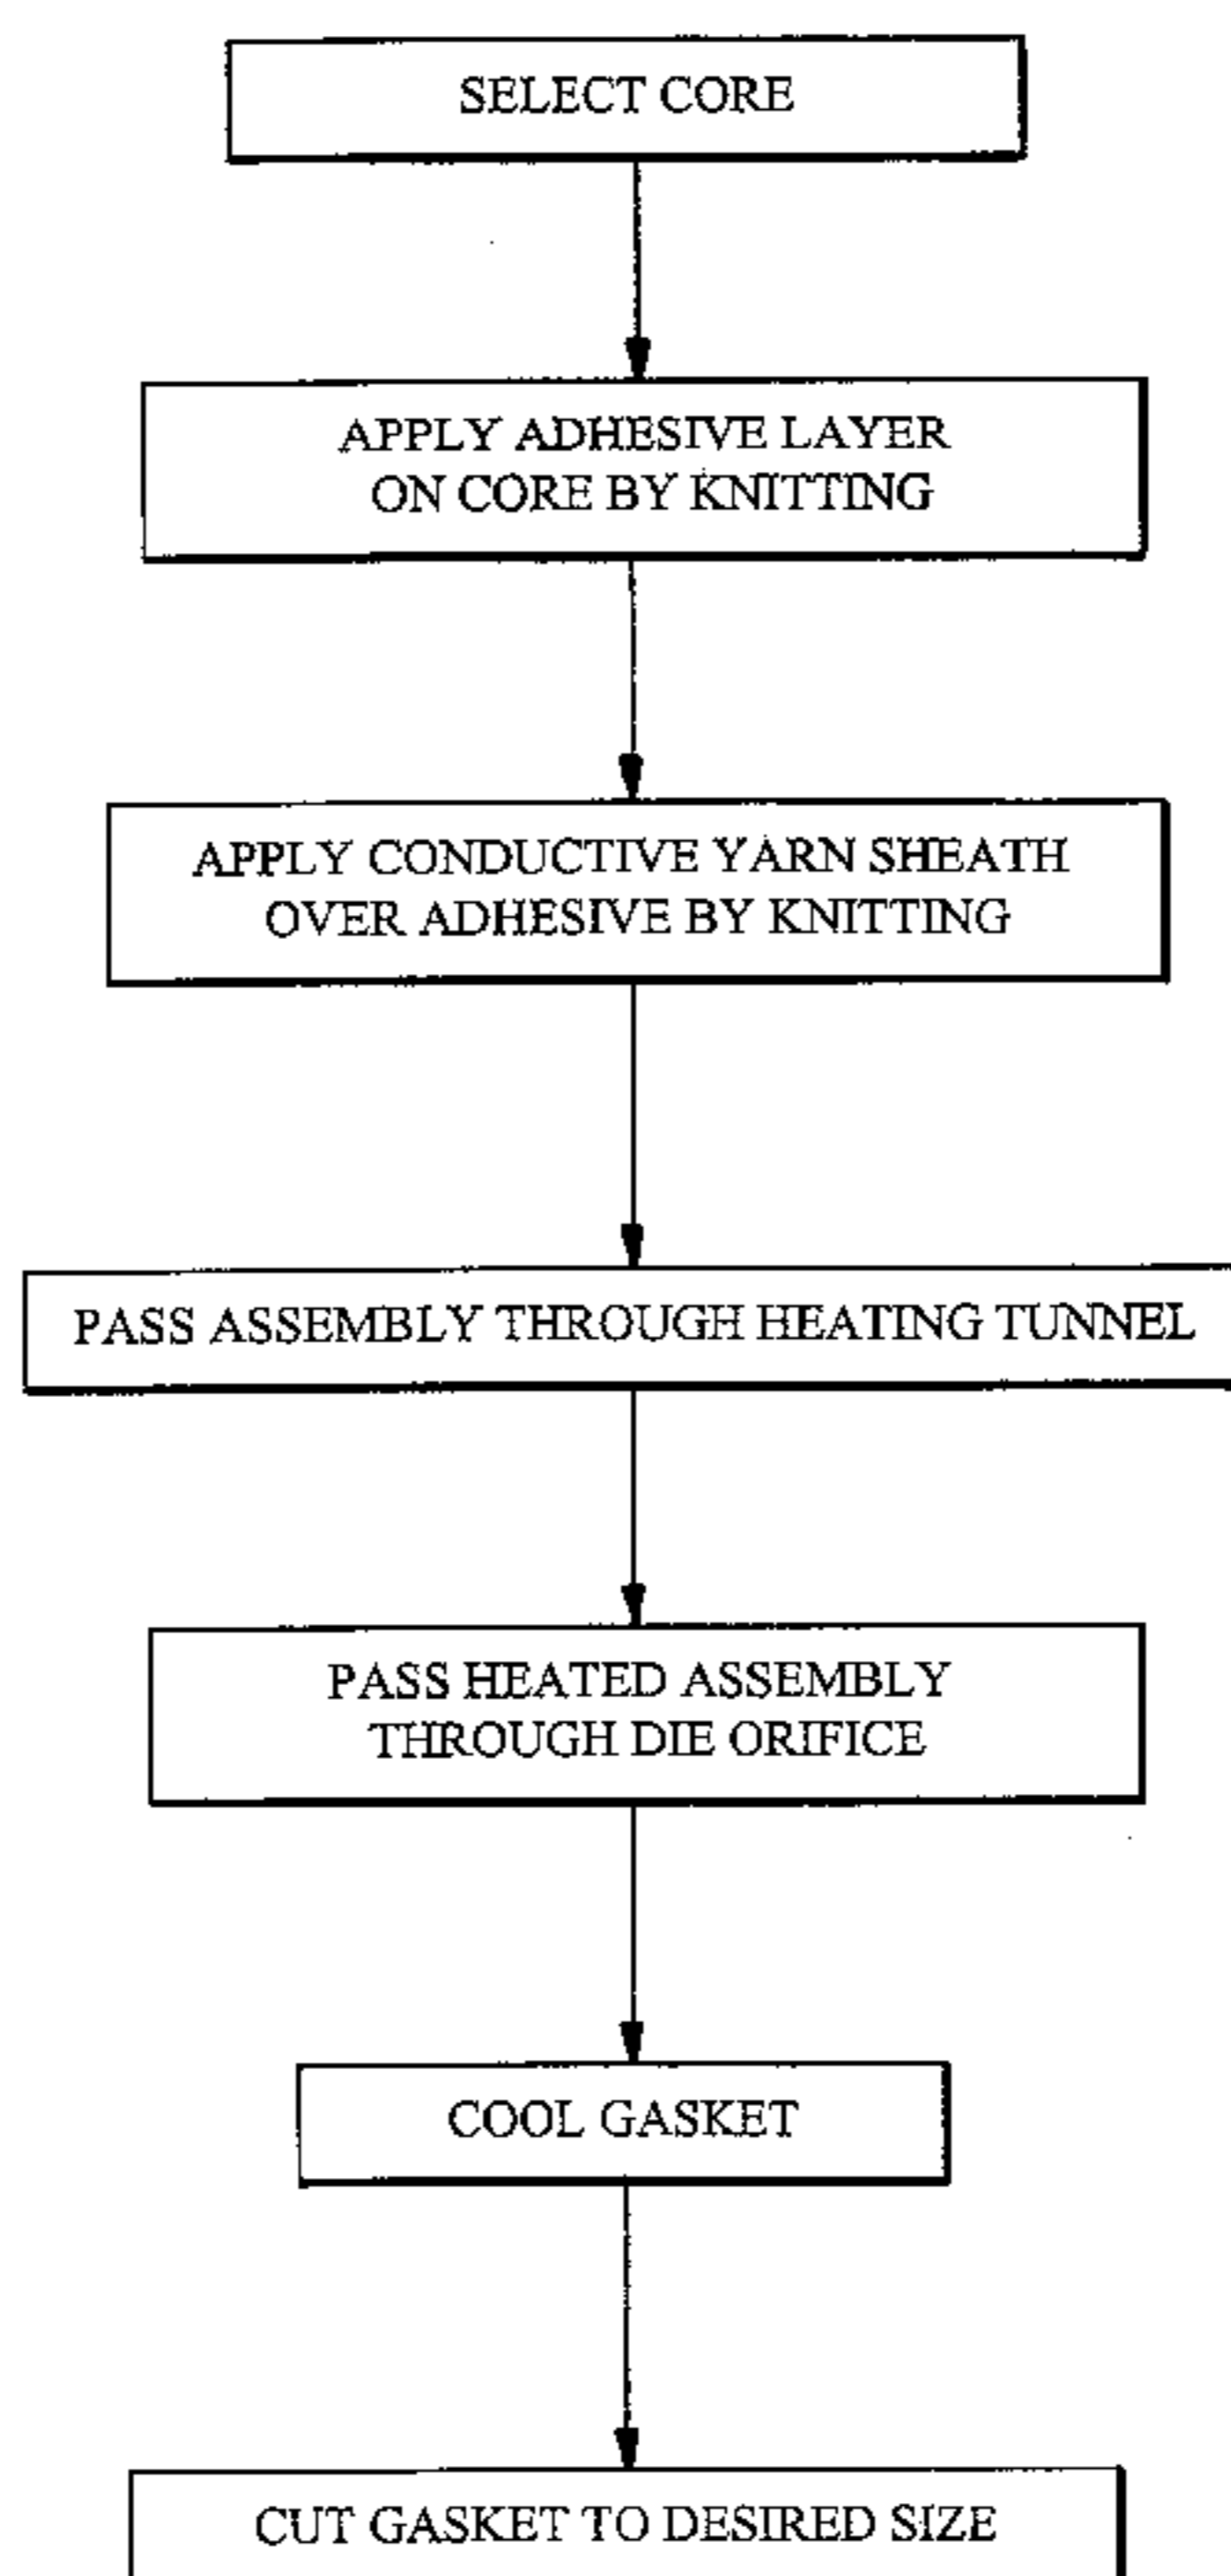 SELECT CORE
APPLY ADHESIVE LAYER
ON CORE BY KNITTING
APPLY CONDUCTIVE YARN SHEATH
OVER ADHESIVE BY KNITTING
PASS ASSEMBLY THROUGH HEATING TUNNEL
PASS HEATED ASSEMBLY
THROUGH DIE ORIFICE
COOL GASKET
CUT GASKET TO DESIRED SIZE